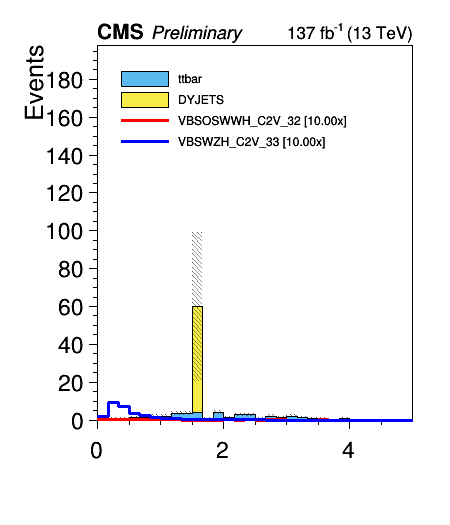 CMS Preliminary 137 fb-1 (13 TeV)
Events
ttbar
DYJETS
VBSOSWWH_C2V_32 [10.00x]
VBSWZH_C2V_33 [10.00x]
180
160
140
120
100
80
60
40
20
0
0 2 4